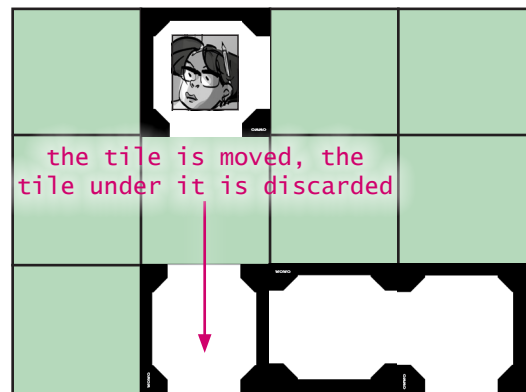 the tile is moved, the
tile under it is discarded